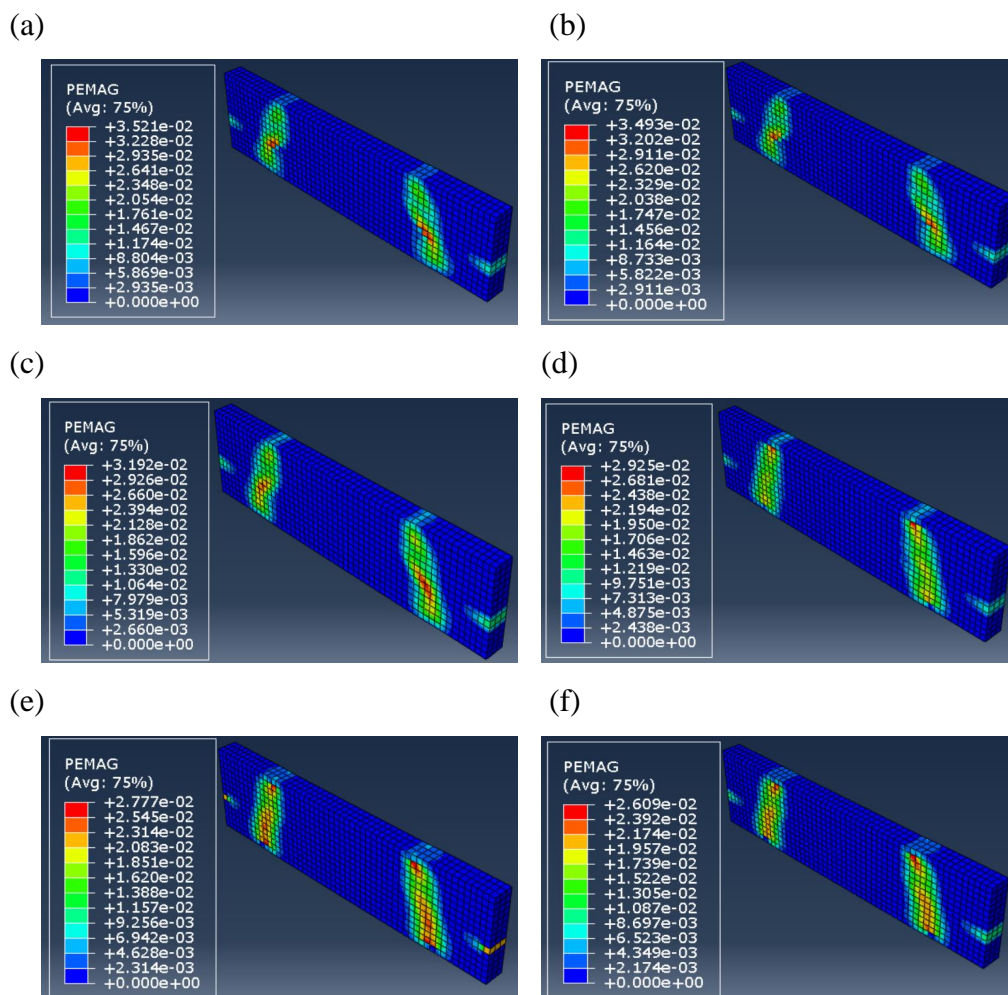 (a)
PEMAG
(Avg: 75%)
+3.521e-02
+3.228e-02
+2.935e-02
+2.641e-02
+2.348e-02
+2.054e-02
+1.761e-02
+1.467e-02
+1.174e-02
+8.804e-03
+5.869e-03
+2.935e-03
+0.000e+00
(b)
PEMAG
(Avg: 75%)
+3.493e-02
+3.202e-02
+2.911e-02
+2.620e-02
+2.329e-02
+2.038e-02
+1.747e-02
+1.456e-02
+1.164e-02
+8.733e-03
+5.822e-03
+2.911e-03
+0.000e+00
(c)
PEMAG
(Avg: 75%)
+3.192e-02
+2.926e-02
+2.660e-02
+2.394e-02
+2.128e-02
+1.862e-02
+1.596e-02
+1.330e-02
+1.064e-02
+7.979e-03
+5.319e-03
+2.660e-03
+0.000e+00
(d)
PEMAG
(Avg: 75%)
+2.925e-02
+2.681e-02
+2.438e-02
+2.194e-02
+1.950e-02
+1.706e-02
+1.463e-02
+1.219e-02
+9.751e-03
+7.313e-03
+4.875e-03
+2.438e-03
+0.000e+00
(e)
PEMAG
(Avg: 75%)
+2.777e-02
+2.545e-02
+2.314e-02
+2.083e-02
+1.851e-02
+1.620e-02
+1.388e-02
+1.157e-02
+9.256e-03
+6.942e-03
+4.628e-03
+2.314e-03
+0.000e+00
(f)
PEMAG
(Avg: 75%)
+2.609e-02
+2.392e-02
+2.174e-02
+1.957e-02
+1.739e-02
+1.522e-02
+1.305e-02
+1.087e-02
+8.697e-03
+6.523e-03
+4.349e-03
+2.174e-03
+0.000e+00